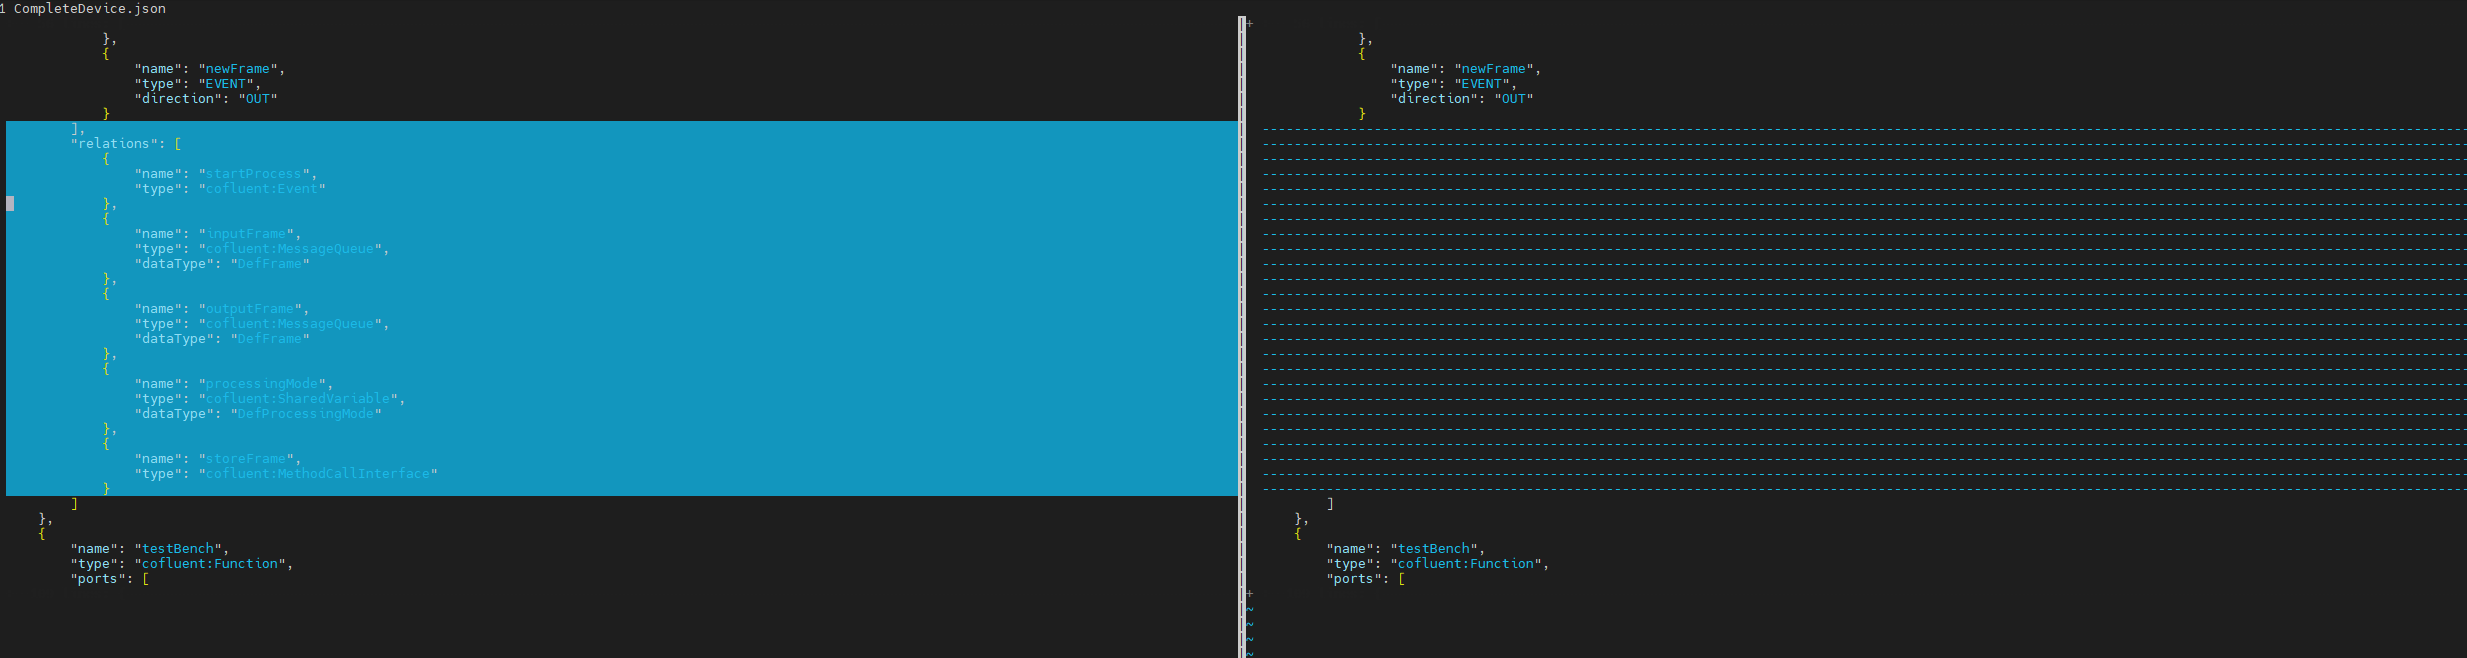 1 CompleteDevice.json
            },
            {
                "name": "newFrame",
                "type": "EVENT",
                "direction": "OUT"
            }
        ],
        "relations": [
            {
                "name": "startProcess",
                "type": "cofluent:Event"
            },
            {
                "name": "inputFrame",
                "type": "cofluent:MessageQueue",
                "dataType": "DefFrame"
            },
            {
                "name": "outputFrame",
                "type": "cofluent:MessageQueue",
                "dataType": "DefFrame"
            },
            {
                "name": "processingMode",
                "type": "cofluent:SharedVariable",
                "dataType": "DefProcessingMode"
            },
            {
                "name": "storeFrame",
                "type": "cofluent:MethodCallInterface"
            }
        ]
    },
    {
        "name": "testBench",
        "type": "cofluent:Function",
        "ports": [
+
            },
            {
                "name": "newFrame",
                "type": "EVENT",
                "direction": "OUT"
            }
        ]
    },
    {
        "name": "testBench",
        "type": "cofluent:Function",
        "ports": [
+
~
~
~
~